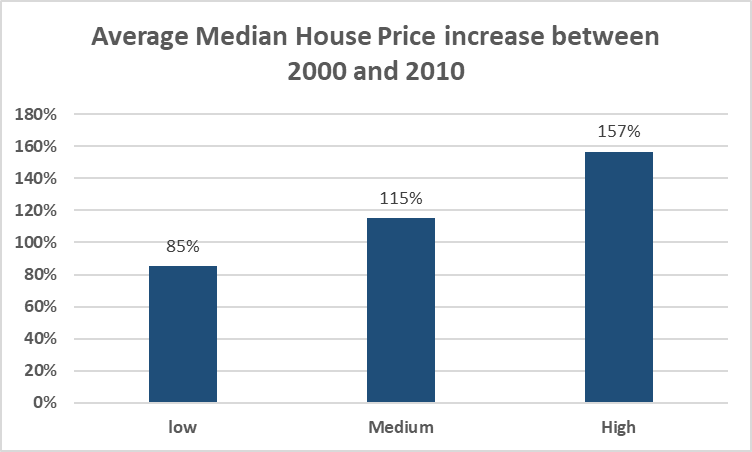 Average Median House Price increase between
2000 and 2010
180%
160%
140%
120%
100%
80%
60%
40%
20%
0%
85%
115%
157%
low
Medium
High